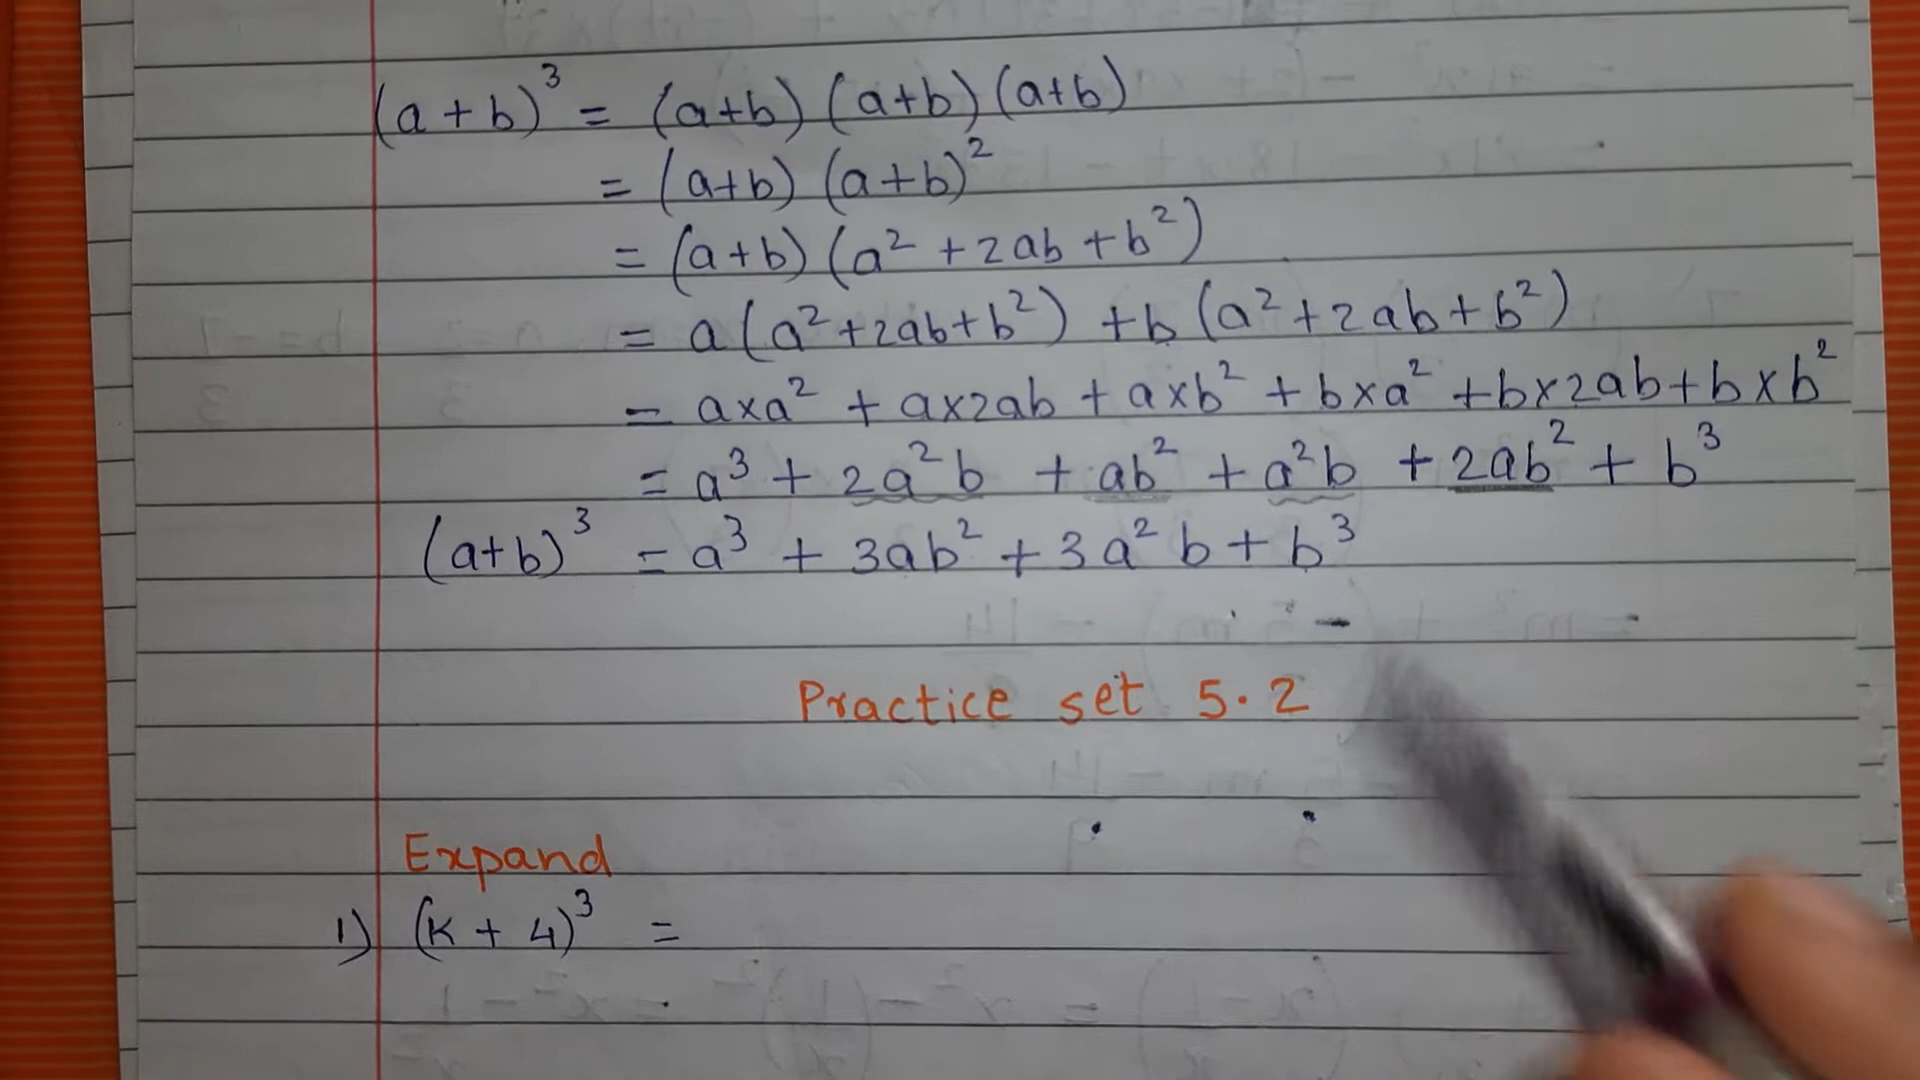 (a + b)³ = (a+b) (a+b) (a+b)
= (a+b) (a+b)²
= (a+b) (a² + 2ab + b²)
= a(a²+2ab+b²) + b (a²+2ab+b²)
= a×a² + a×2ab + a×b² + b×a² + b×2ab + b×b²
= a³ + 2a²b + ab² + a²b + 2ab² + b³
(a+b)³ = a³ + 3ab² + 3a²b + b³
Practice set 5.2
Expand
1) (k + 4)³ =